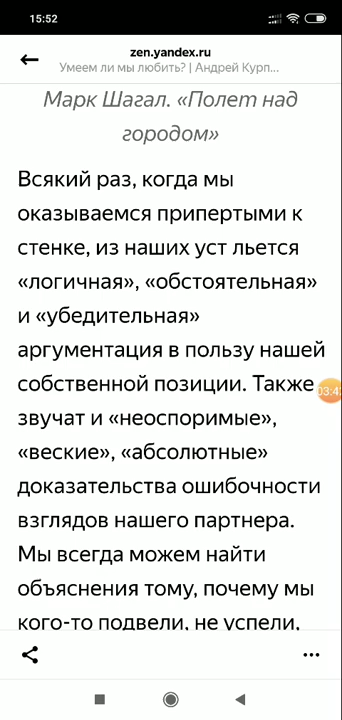 15:52
zen.yandex.ru
Умеем ли мы любить? | Андрей Курп...
Марк Шагал. «Полет над
городом»
Всякий раз, когда мы
оказываемся припертыми к
стенке, из наших уст льется
«логичная», «обстоятельная»
и «убедительная»
аргументация в пользу нашей
собственной позиции. Также
звучат и «неоспоримые»,
«веские», «абсолютные»
доказательства ошибочности
взглядов нашего партнера.
Мы всегда можем найти
объяснения тому, почему мы
кого-то подвели, не успели,